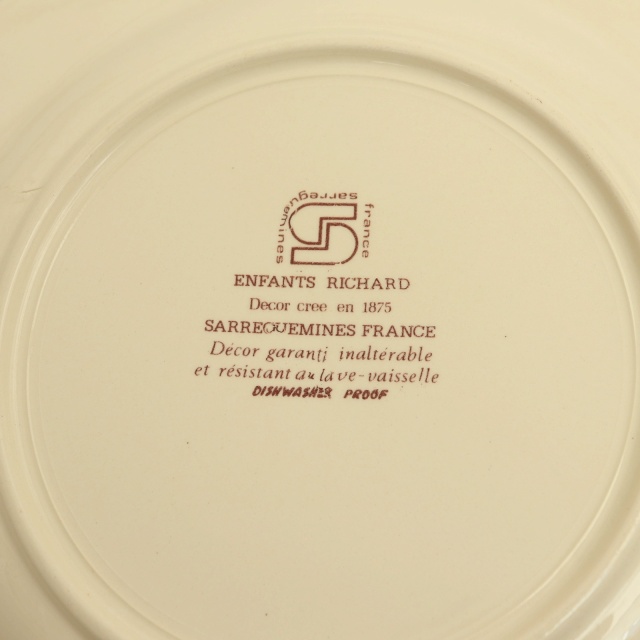 sarreguemines france
ENFANTS RICHARD
Decor cree en 1875
SARREGUEMINES FRANCE
Décor garanti inaltérable
et résistant au lave-vaisselle
DISHWASHER PROOF